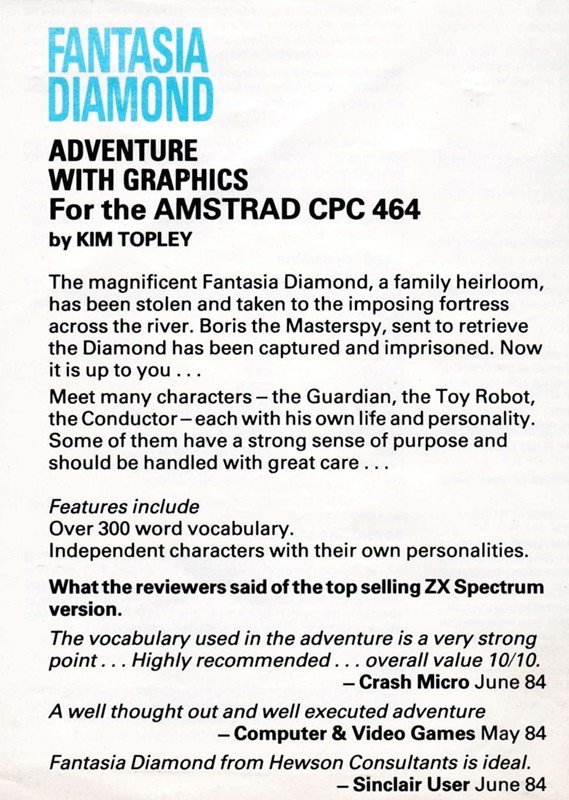 FANTASIA
DIAMOND
ADVENTURE
WITH GRAPHICS
For the AMSTRAD CPC 464
by KIM TOPLEY
The magnificent Fantasia Diamond, a family heirloom,
has been stolen and taken to the imposing fortress
across the river. Boris the Masterspy, sent to retrieve
the Diamond has been captured and imprisoned. Now
it is up to you . . .
Meet many characters – the Guardian, the Toy Robot,
the Conductor – each with his own life and personality.
Some of them have a strong sense of purpose and
should be handled with great care . . .
Features include
Over 300 word vocabulary.
Independent characters with their own personalities.
What the reviewers said of the top selling ZX Spectrum
version.
The vocabulary used in the adventure is a very strong
point . . . Highly recommended . . . overall value 10/10.
– Crash Micro June 84
A well thought out and well executed adventure
– Computer & Video Games May 84
Fantasia Diamond from Hewson Consultants is ideal.
– Sinclair User June 84